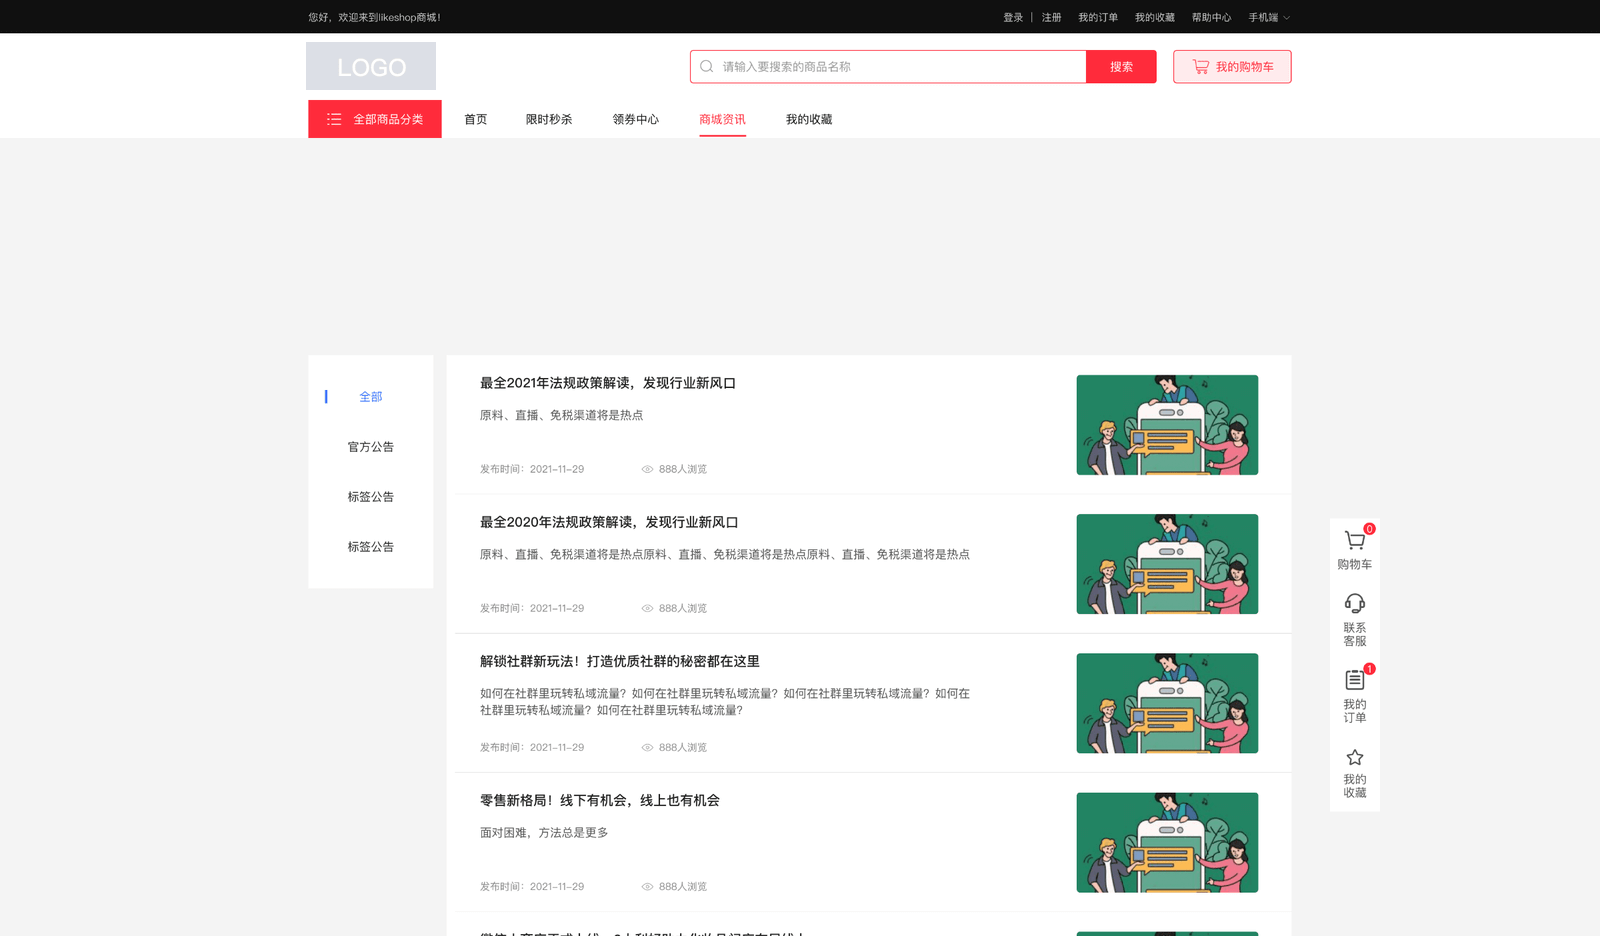 您好，欢迎来到likeshop商城！
登录 | 注册 我的订单 我的收藏 帮助中心 手机端
LOGO
请输入要搜索的商品名称
搜索
我的购物车
全部商品分类
首页
限时秒杀
领券中心
商城资讯
我的收藏
全部
官方公告
标签公告
标签公告
最全2021年法规政策解读，发现行业新风口
原料、直播、免税渠道将是热点
发布时间：2021-11-29 888人浏览
最全2020年法规政策解读，发现行业新风口
原料、直播、免税渠道将是热点原料、直播、免税渠道将是热点原料、直播、免税渠道将是热点
发布时间：2021-11-29 888人浏览
解锁社群新玩法！打造优质社群的秘密都在这里
如何在社群里玩转私域流量？如何在社群里玩转私域流量？如何在社群里玩转私域流量？如何在
社群里玩转私域流量？如何在社群里玩转私域流量？
发布时间：2021-11-29 888人浏览
零售新格局！线下有机会，线上也有机会
面对困难，方法总是更多
发布时间：2021-11-29 888人浏览
0
购物车
联系
客服
1
我的
订单
我的
收藏